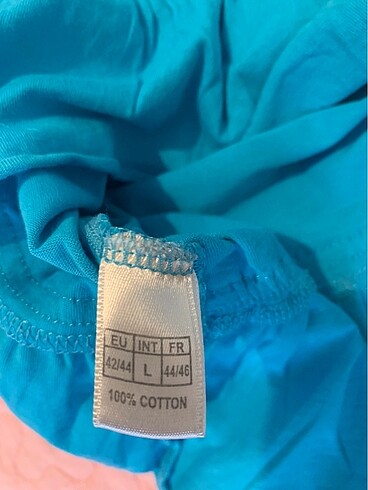 EU INT FR
42/44 L 44/46
100% COTTON